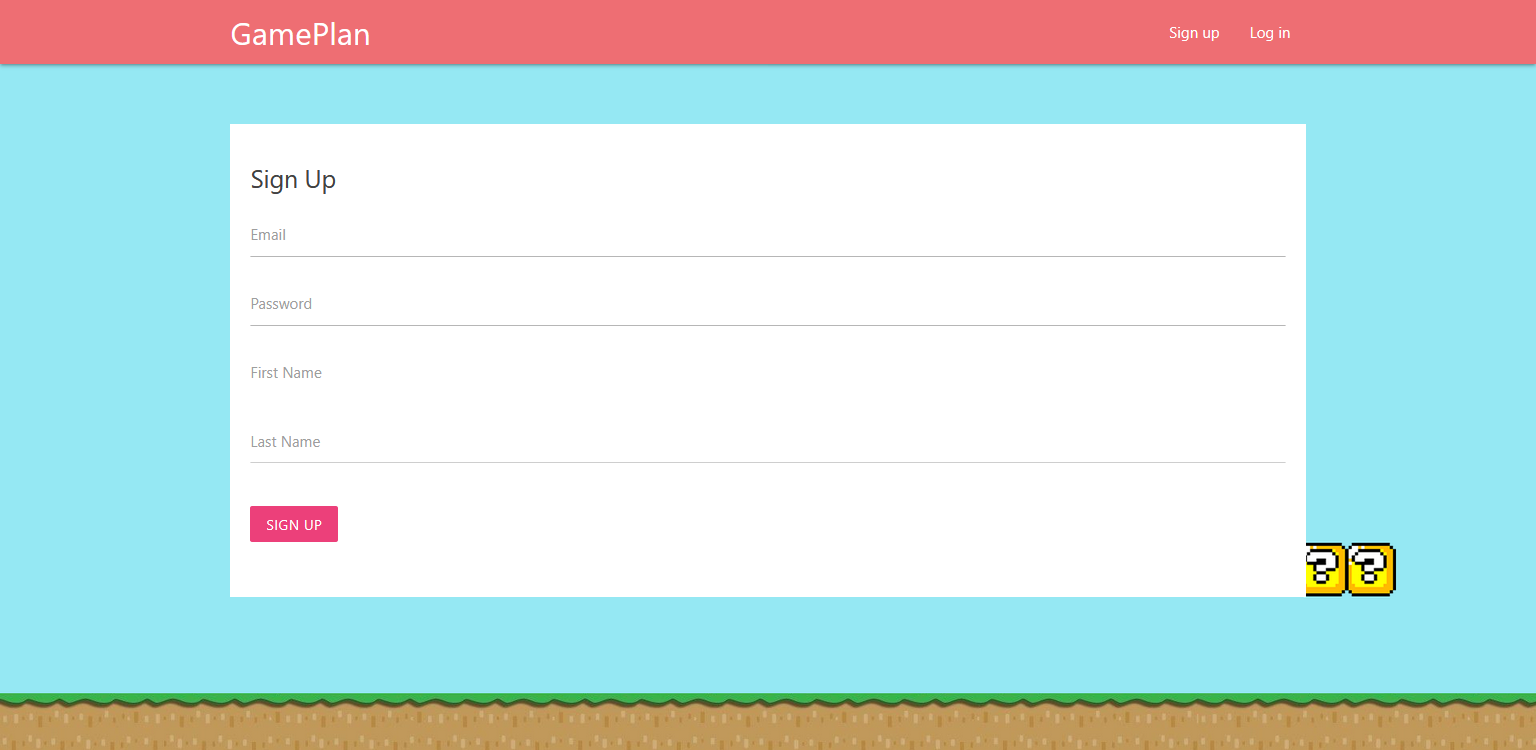 GamePlan
Sign up
Log in
Sign Up
Email
Password
First Name
Last Name
SIGN UP
? ?